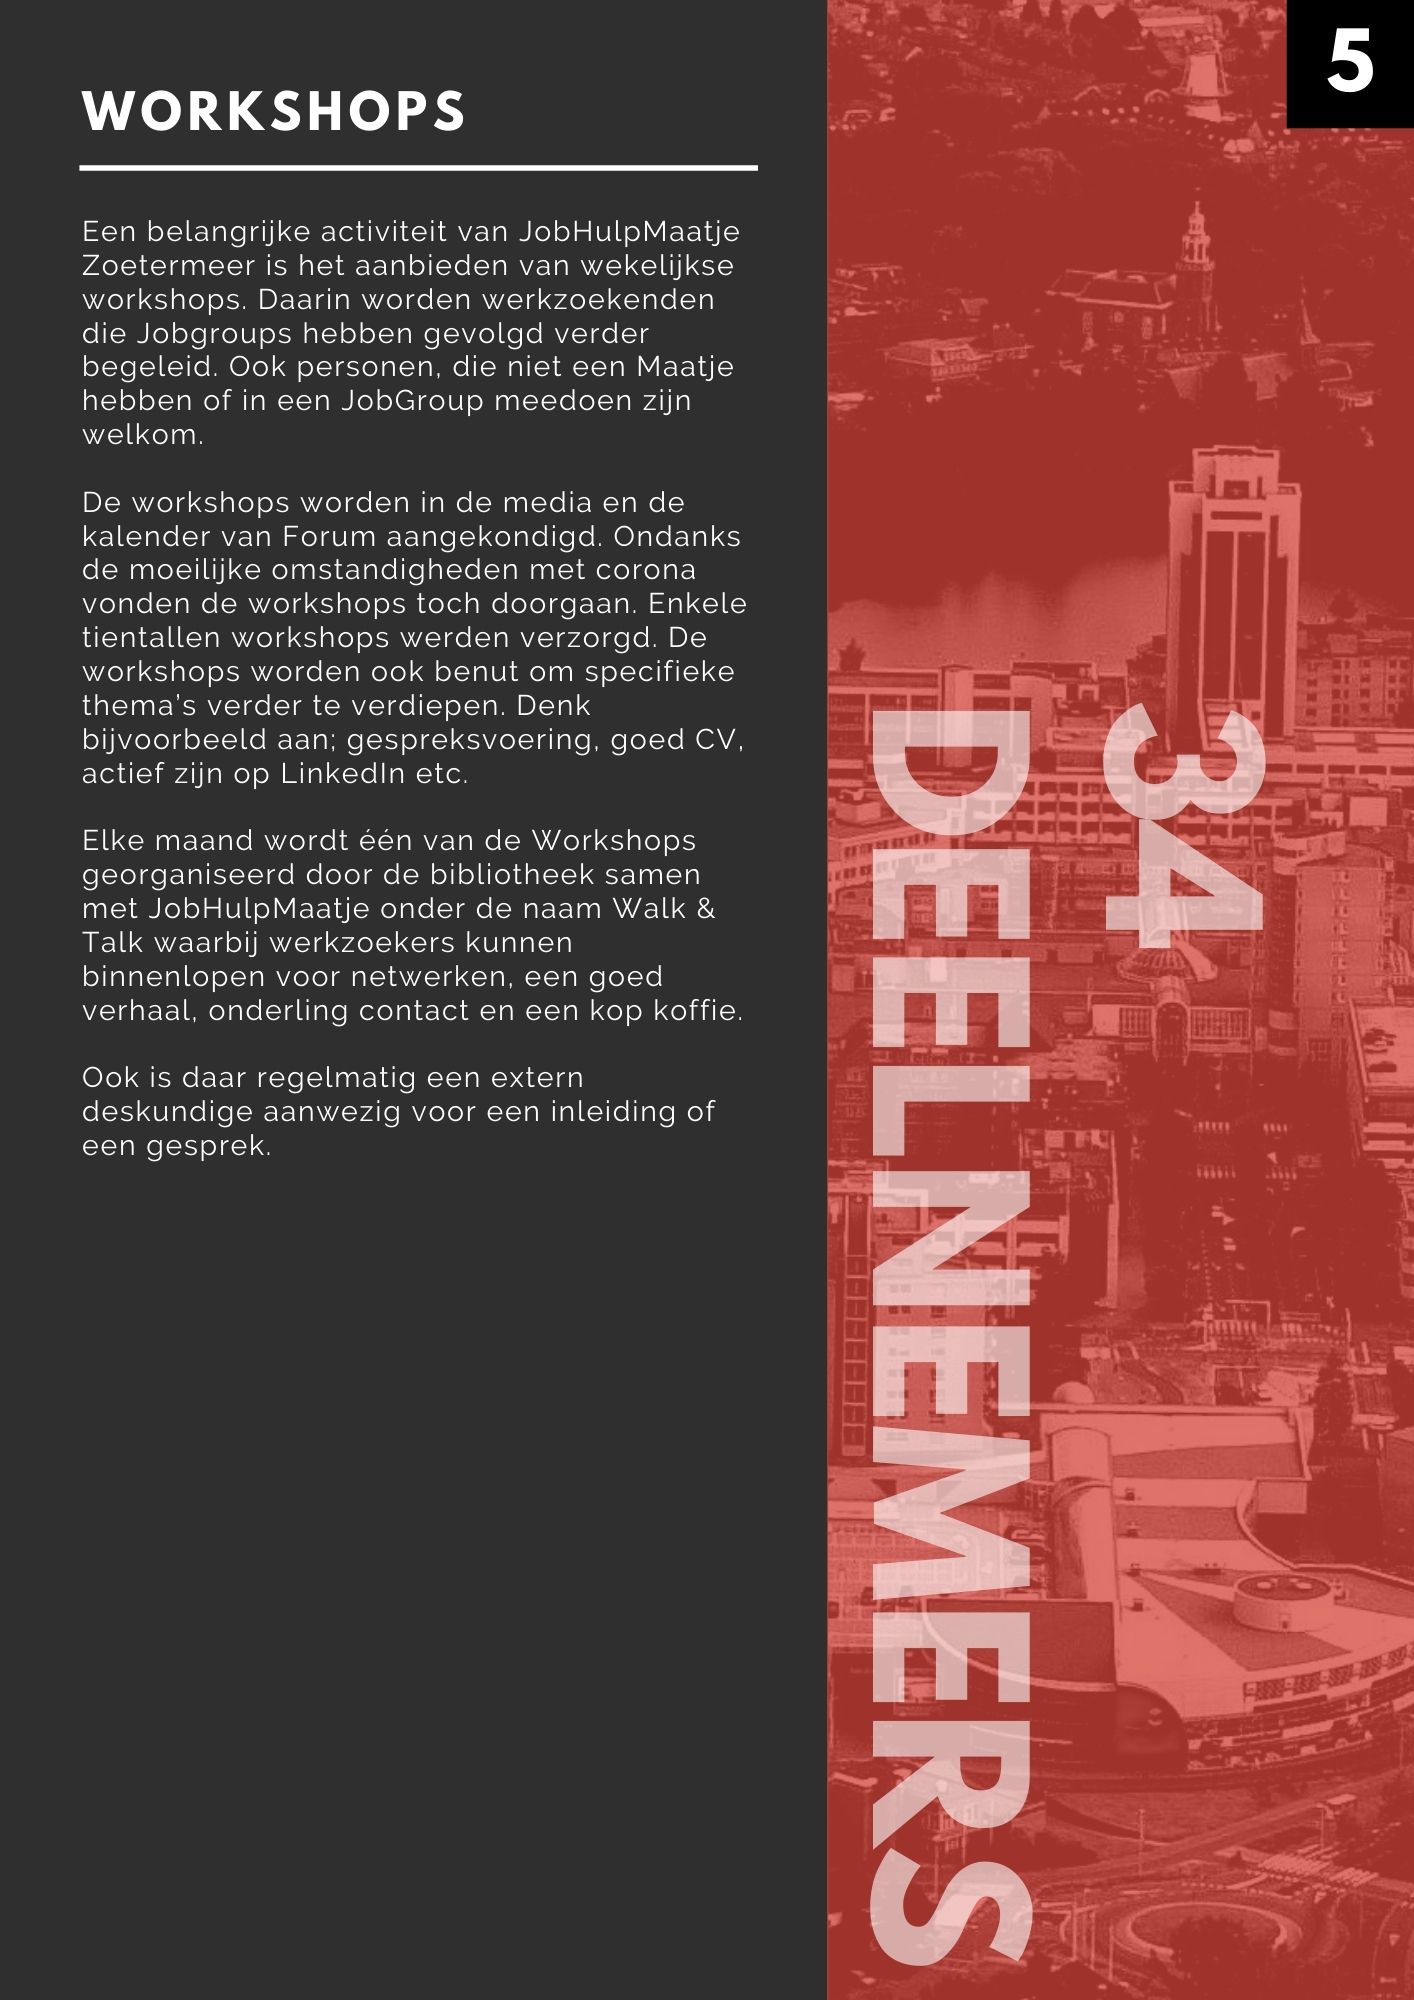 WORKSHOPS
Een belangrijke activiteit van JobHulpMaatje
Zoetermeer is het aanbieden van wekelijkse
workshops. Daarin worden werkzoekenden
die Jobgroups hebben gevolgd verder
begeleid. Ook personen, die niet een Maatje
hebben of in een JobGroup meedoen zijn
welkom.
De workshops worden in de media en de
kalender van Forum aangekondigd. Ondanks
de moeilijke omstandigheden met corona
vonden de workshops toch doorgaan. Enkele
tientallen workshops werden verzorgd. De
workshops worden ook benut om specifieke
thema's verder te verdiepen. Denk
bijvoorbeeld aan; gespreksvoering, goed CV,
actief zijn op LinkedIn etc.
Elke maand wordt één van de Workshops
georganiseerd door de bibliotheek samen
met JobHulpMaatje onder de naam Walk &
Talk waarbij werkzoekers kunnen
binnenlopen voor netwerken, een goed
verhaal, onderling contact en een kop koffie.
Ook is daar regelmatig een extern
deskundige aanwezig voor een inleiding of
een gesprek.
5
34
DEELNEMERS